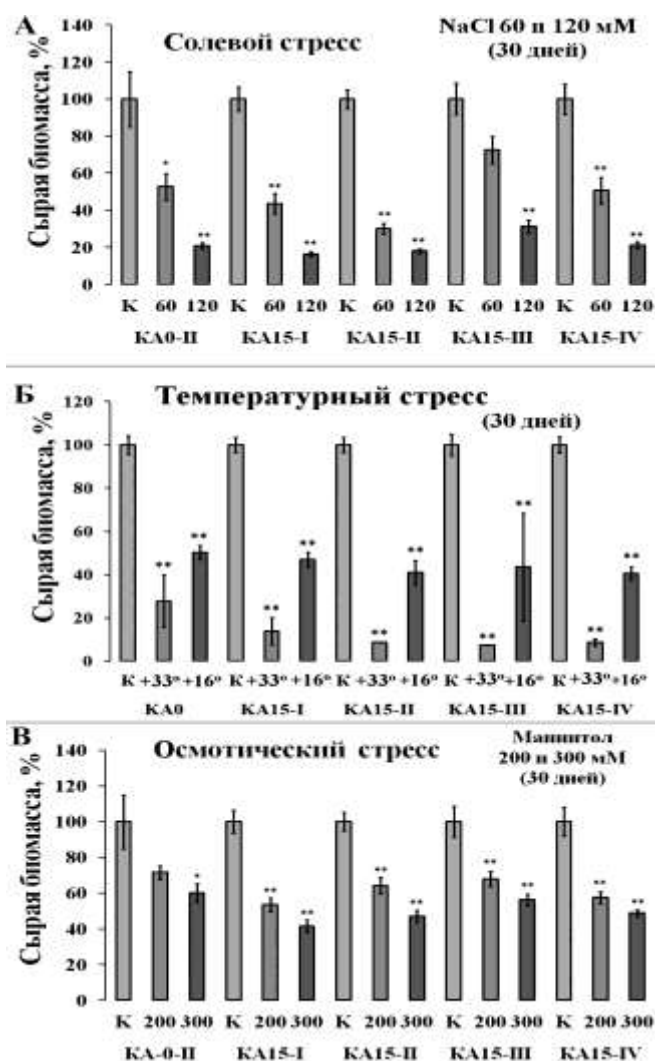 А
Солевой стресс
NaCl 60 и 120 мМ
(30 дней)
Сырая биомасса, %
120
100
80
60
40
20
0
*
**
**
**
**
**
**
**
**
К 60 120 К 60 120 К 60 120 К 60 120 К 60 120
КА0-II КА15-I КА15-II КА15-III КА15-IV
Б
Температурный стресс
(30 дней)
Сырая биомасса, %
120
100
80
60
40
20
0
**
**
**
**
**
**
**
**
**
**
К +33° +16° К +33° +16° К +33° +16° К +33° +16° К +33° +16°
КА0 КА15-I КА15-II КА15-III КА15-IV
В
Осмотический стресс
Маннитол
200 и 300 мМ
(30 дней)
Сырая биомасса, %
140
120
100
80
60
40
20
0
*
**
**
**
**
**
**
**
**
К 200 300 К 200 300 К 200 300 К 200 300 К 200 300
КА-0-II КА15-I КА15-II КА15-III КА15-IV